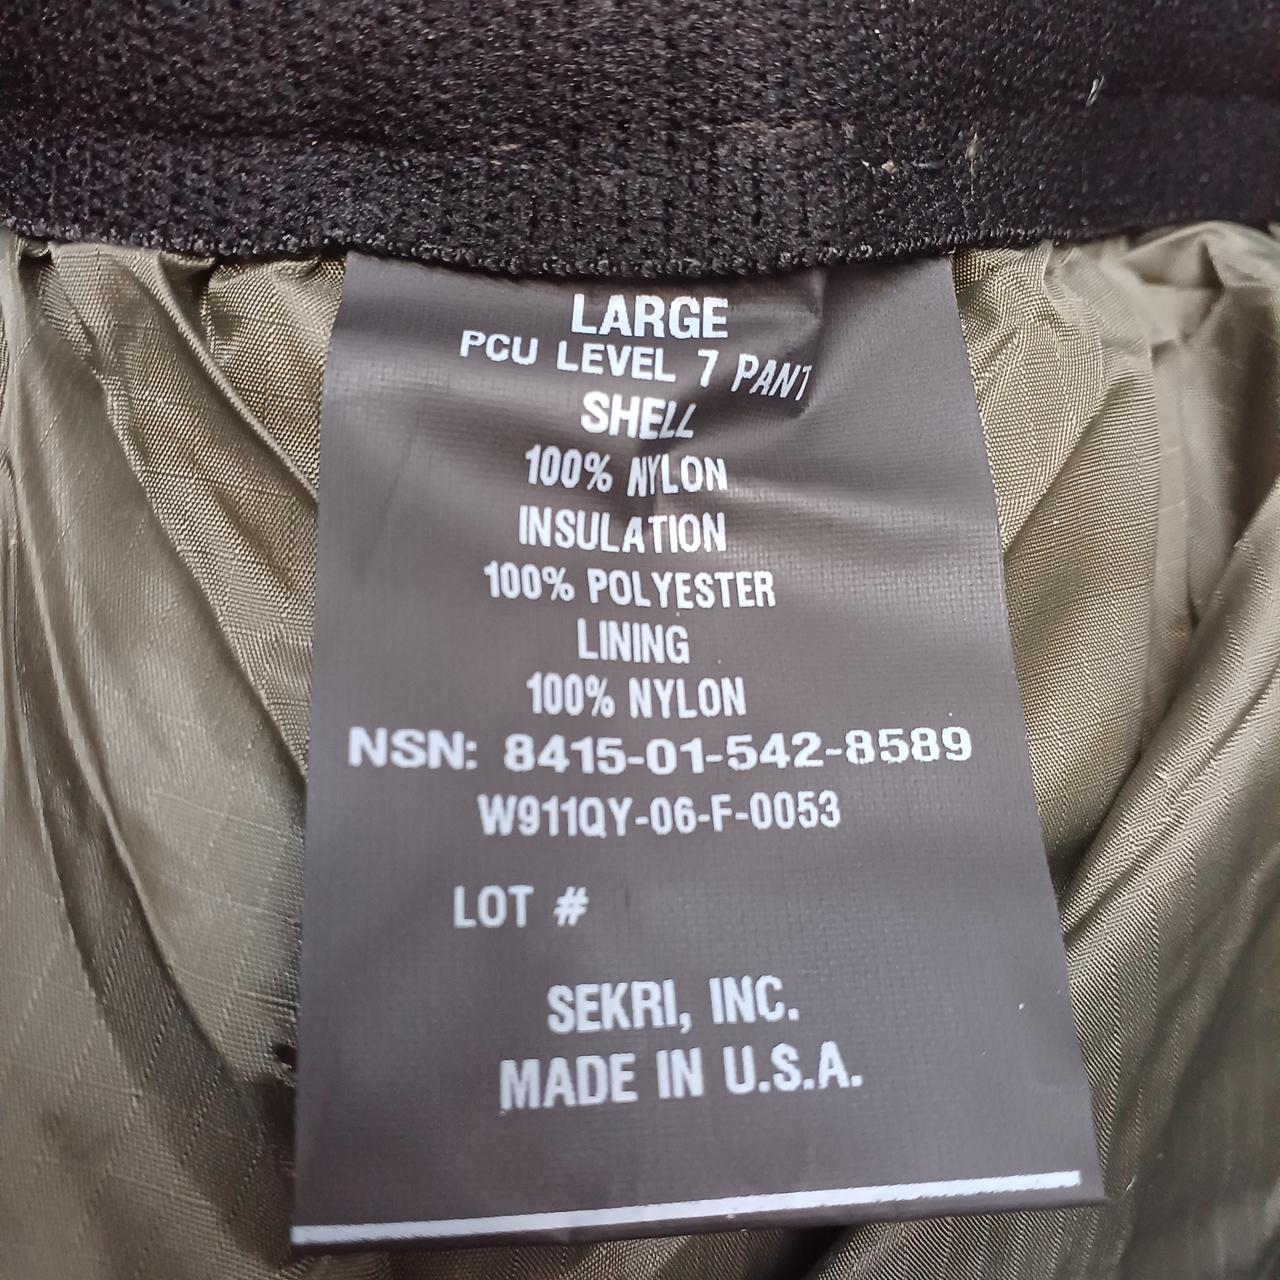 LARGE
PCU LEVEL 7 PANT
SHELL
100% NYLON
INSULATION
100% POLYESTER
LINING
100% NYLON
NSN: 8415-01-542-8589
W911QY-06-F-0053
LOT #
SEKRI, INC.
MADE IN U.S.A.